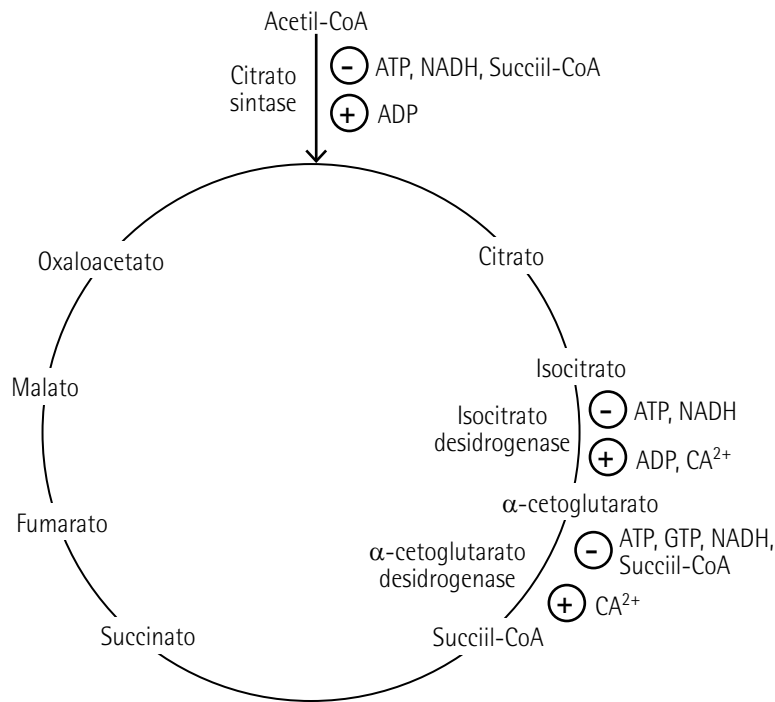 Acetil-CoA
Citrato
sintase
- ATP, NADH, Succiil-CoA
+ ADP
Oxaloacetato
Citrato
Malato
Isocitrato
Isocitrato
desidrogenase
- ATP, NADH
+ ADP, CA²⁺
α-cetoglutarato
Fumarato
α-cetoglutarato
desidrogenase
- ATP, GTP, NADH,
Succiil-CoA
+ CA²⁺
Succinato
Succiil-CoA